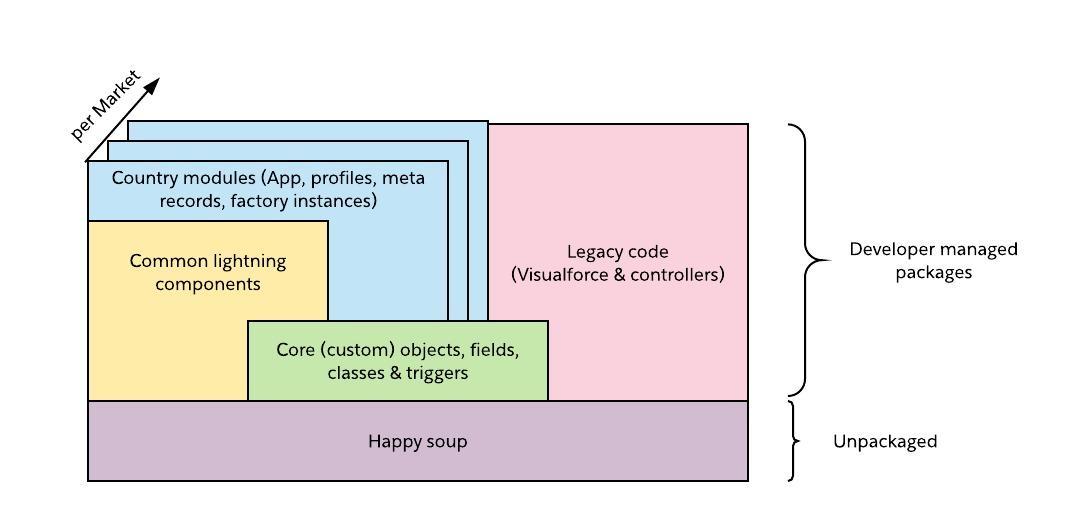 per Market
Country modules (App, profiles, meta
records, factory instances)
Common lightning
components
Legacy code
(Visualforce & controllers)
Core (custom) objects, fields,
classes & triggers
Happy soup
Developer managed
packages
Unpackaged